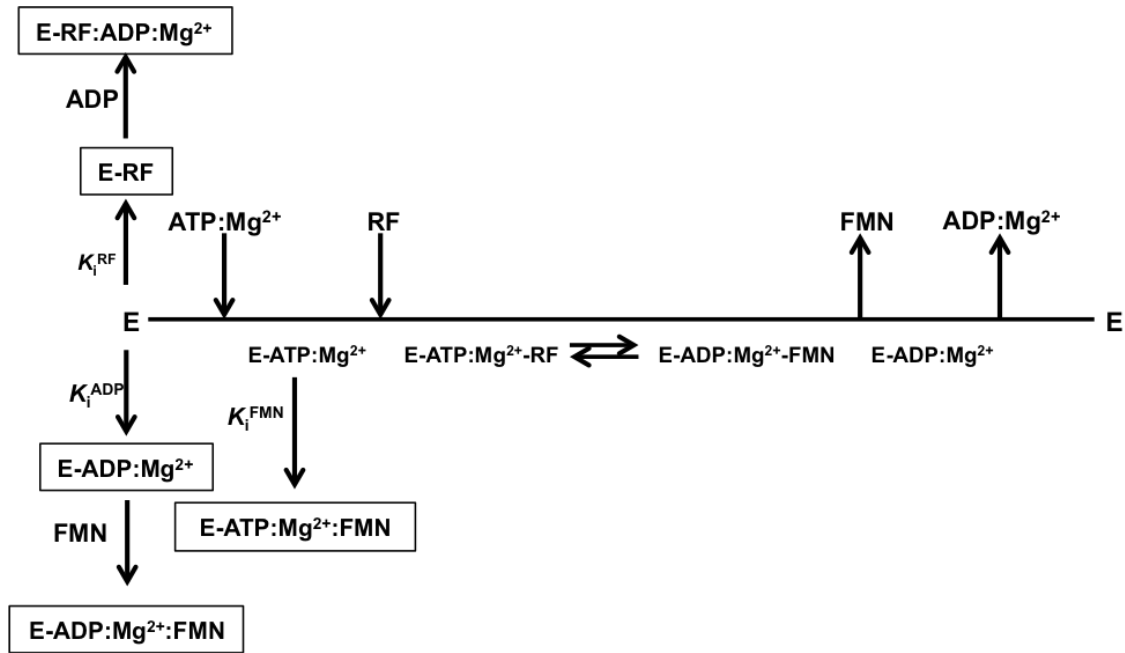 E-RF:ADP:Mg²⁺
ADP
E-RF
ATP:Mg²⁺ RF FMN ADP:Mg²⁺
Kᵢᴿᶠ
E E
E-ATP:Mg²⁺ E-ATP:Mg²⁺-RF E-ADP:Mg²⁺-FMN E-ADP:Mg²⁺
Kᵢᴬᴰᴾ
Kᵢᶠᴹᴺ
E-ADP:Mg²⁺
FMN
E-ATP:Mg²⁺:FMN
E-ADP:Mg²⁺:FMN